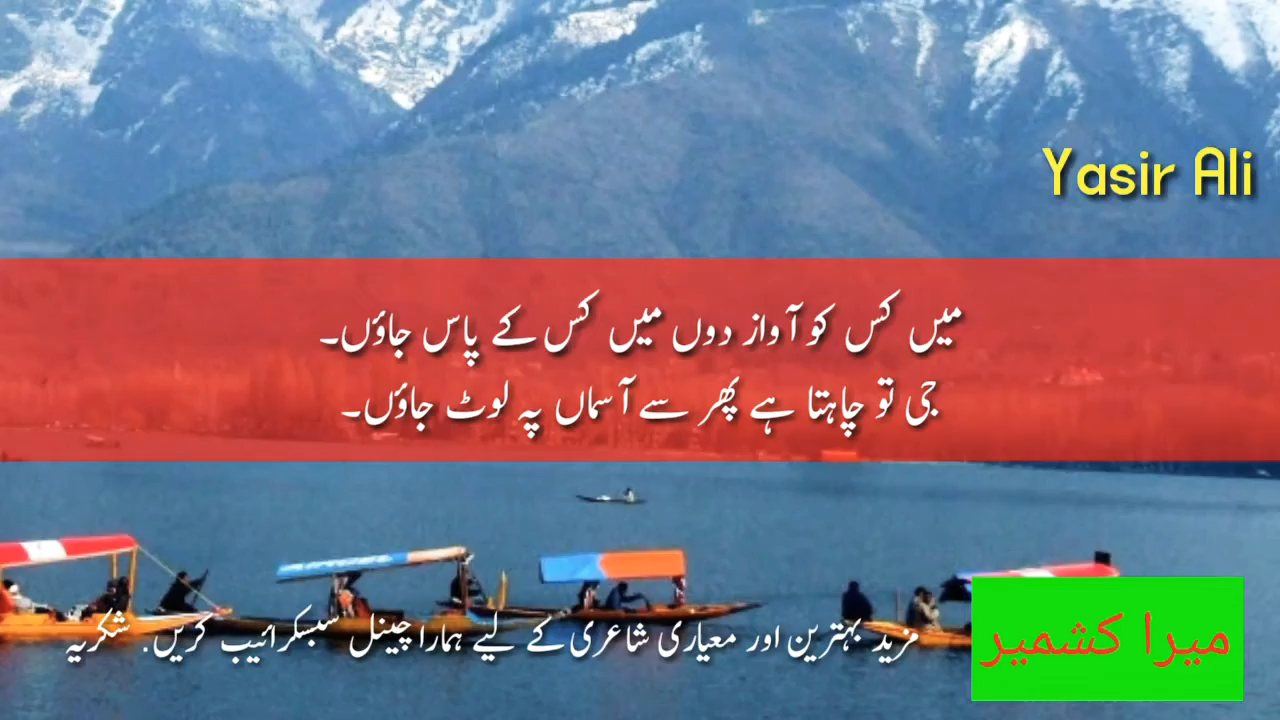 Yasir Ali
میں کس کو آواز دوں میں کس کے پاس جاؤں۔
جی تو چاہتا ہے پھر سے آسماں پہ لوٹ جاؤں۔
مزید بہترین اور معیاری شاعری کے لیے ہمارا چینل سبسکرائیب کریں. شکریہ
میرا کشمیر